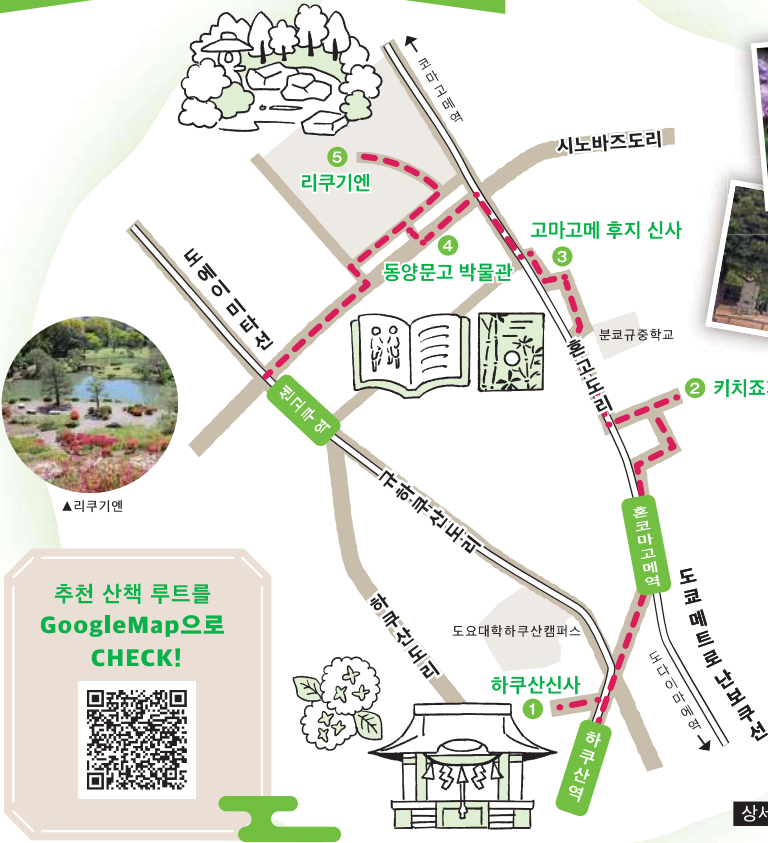 코마고메역
시노바즈도리
5
리쿠기엔
고마고메 후지 신사
3
4
동양문고 박물관
도에이미타선
분쿄규중학교
혼고도리
2 키치죠
센고쿠역
▲리쿠기엔
규하쿠산도리
혼코마고메역
추천 산책 루트를
GoogleMap으로
CHECK!
하쿠산도리
도요대학하쿠산캠퍼스
도쿄 메트로 난보쿠선
도다이마에역
하쿠산신사
1
하쿠산역
상세